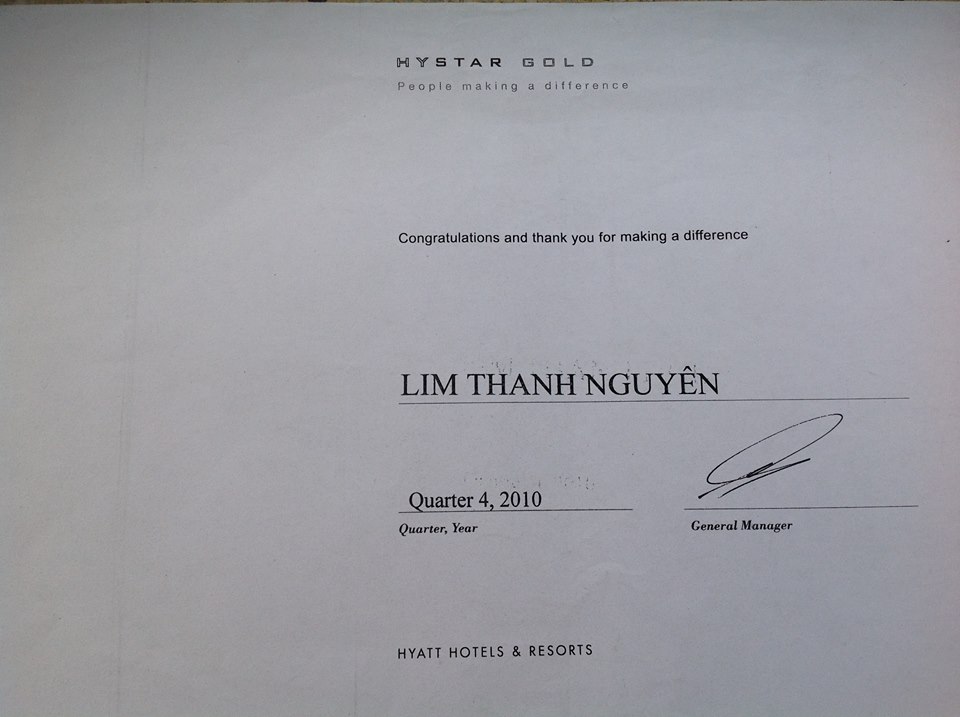 HYSTAR GOLD
People making a difference
Congratulations and thank you for making a difference
LIM THANH NGUYÊN
Quarter 4, 2010
Quarter, Year
General Manager
HYATT HOTELS & RESORTS